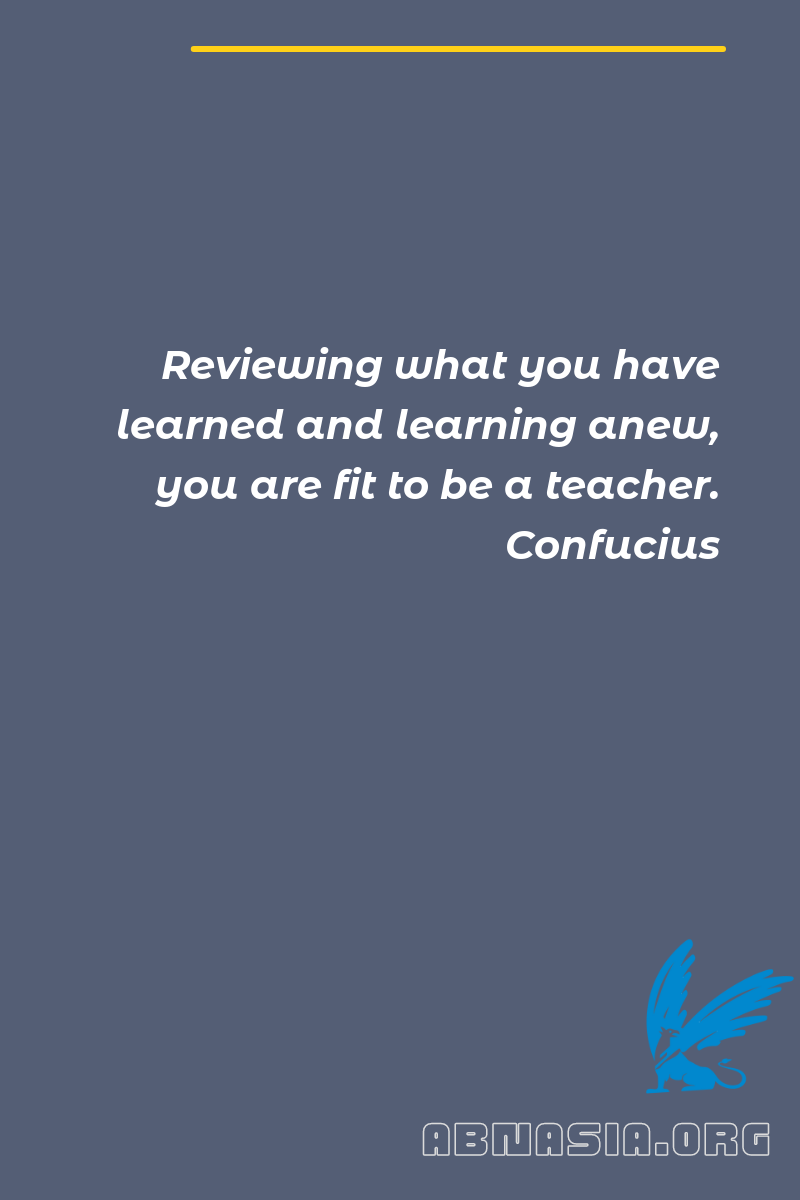 Reviewing what you have
learned and learning anew,
you are fit to be a teacher.
Confucius
ABNASIA.ORG